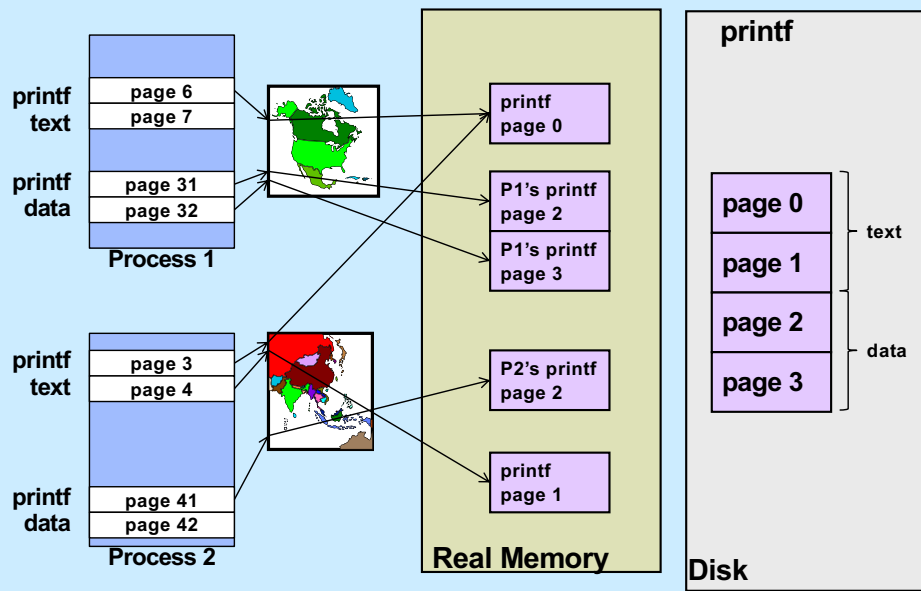 printf
text
page 6
page 7
printf
data
page 31
page 32
Process 1
printf
text
page 3
page 4
printf
data
page 41
page 42
Process 2
printf
page 0
P1's printf
page 2
P1's printf
page 3
P2's printf
page 2
printf
page 1
Real Memory
printf
page 0
page 1
page 2
page 3
text
data
Disk